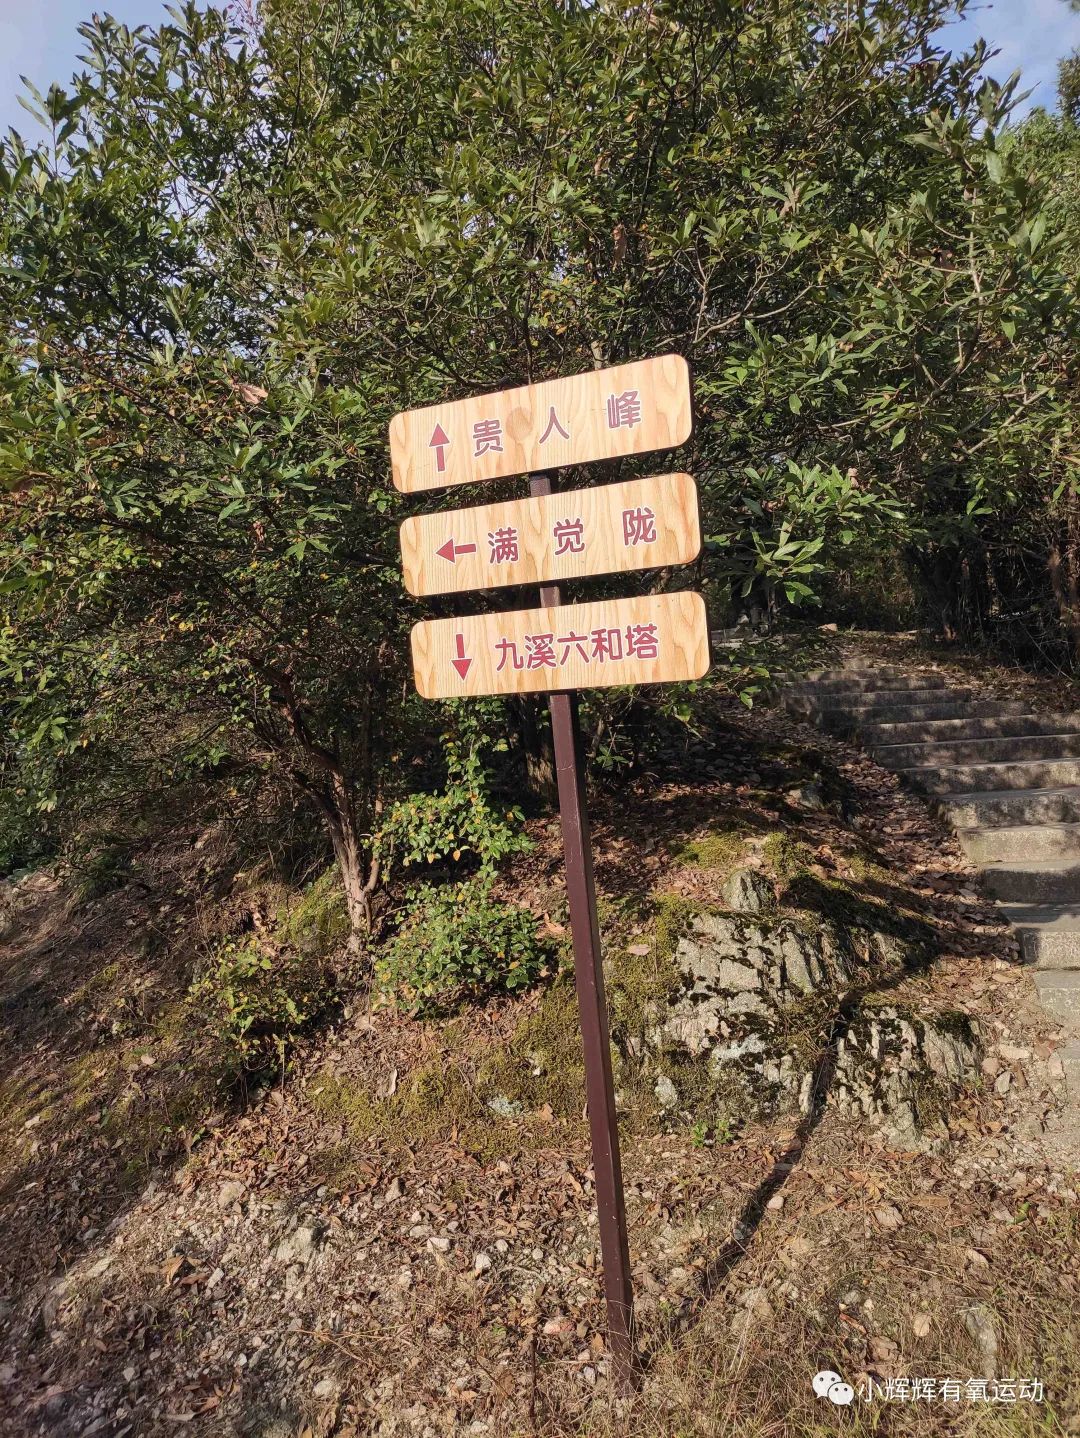 ↑ 贵人峰
← 满觉陇
↓ 九溪六和塔
小辉辉有氧运动